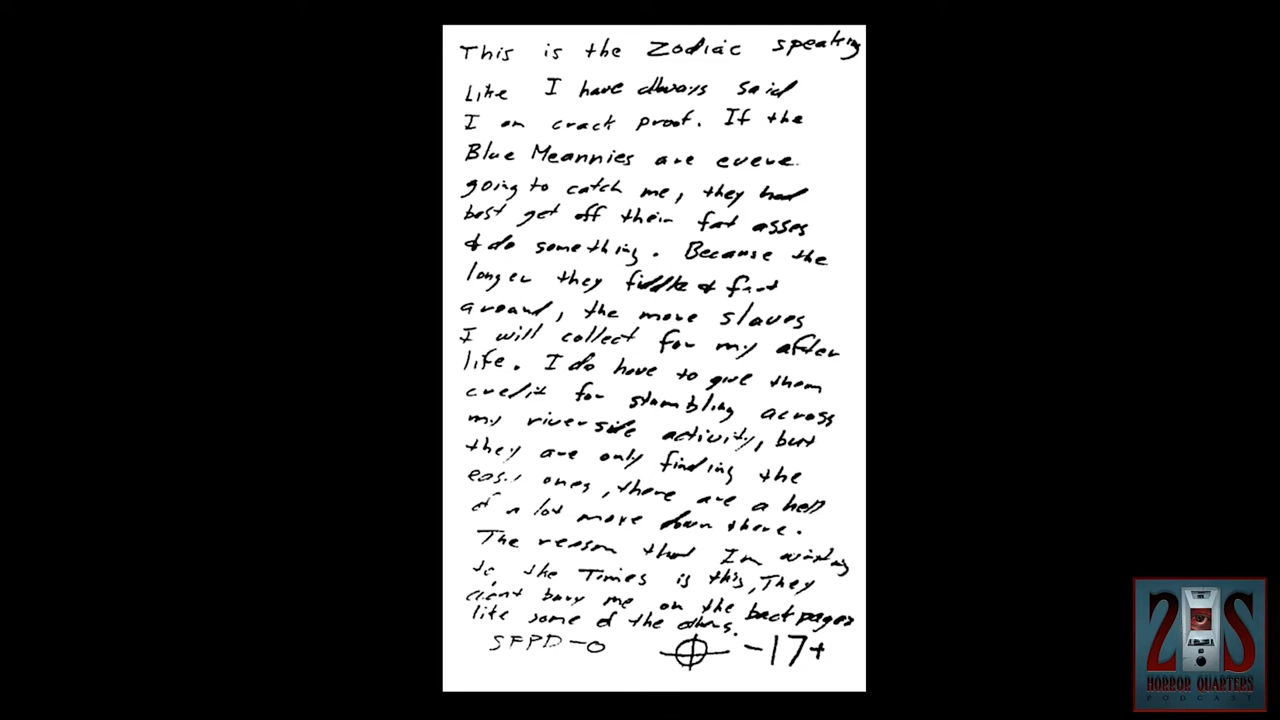 This is the Zodiac speaking
Like I have always said
I am crack proof. If the
Blue Meannies are evere
going to catch me, they had
best get off their fat asses
& do something. Because the
longer they fiddle & fart
around, the more slaves
I will collect for my after
life. I do have to give them
credit for stumbling across
my riverside activity, but
they are only finding the
easy ones, there are a hell
of a lot more down there.
The reason that Im writing
to the Times is this, They
dont bury me on the back pages
like some of the others.
SFPD-0 -17+
2S
HORROR QUARTERS
PODCAST